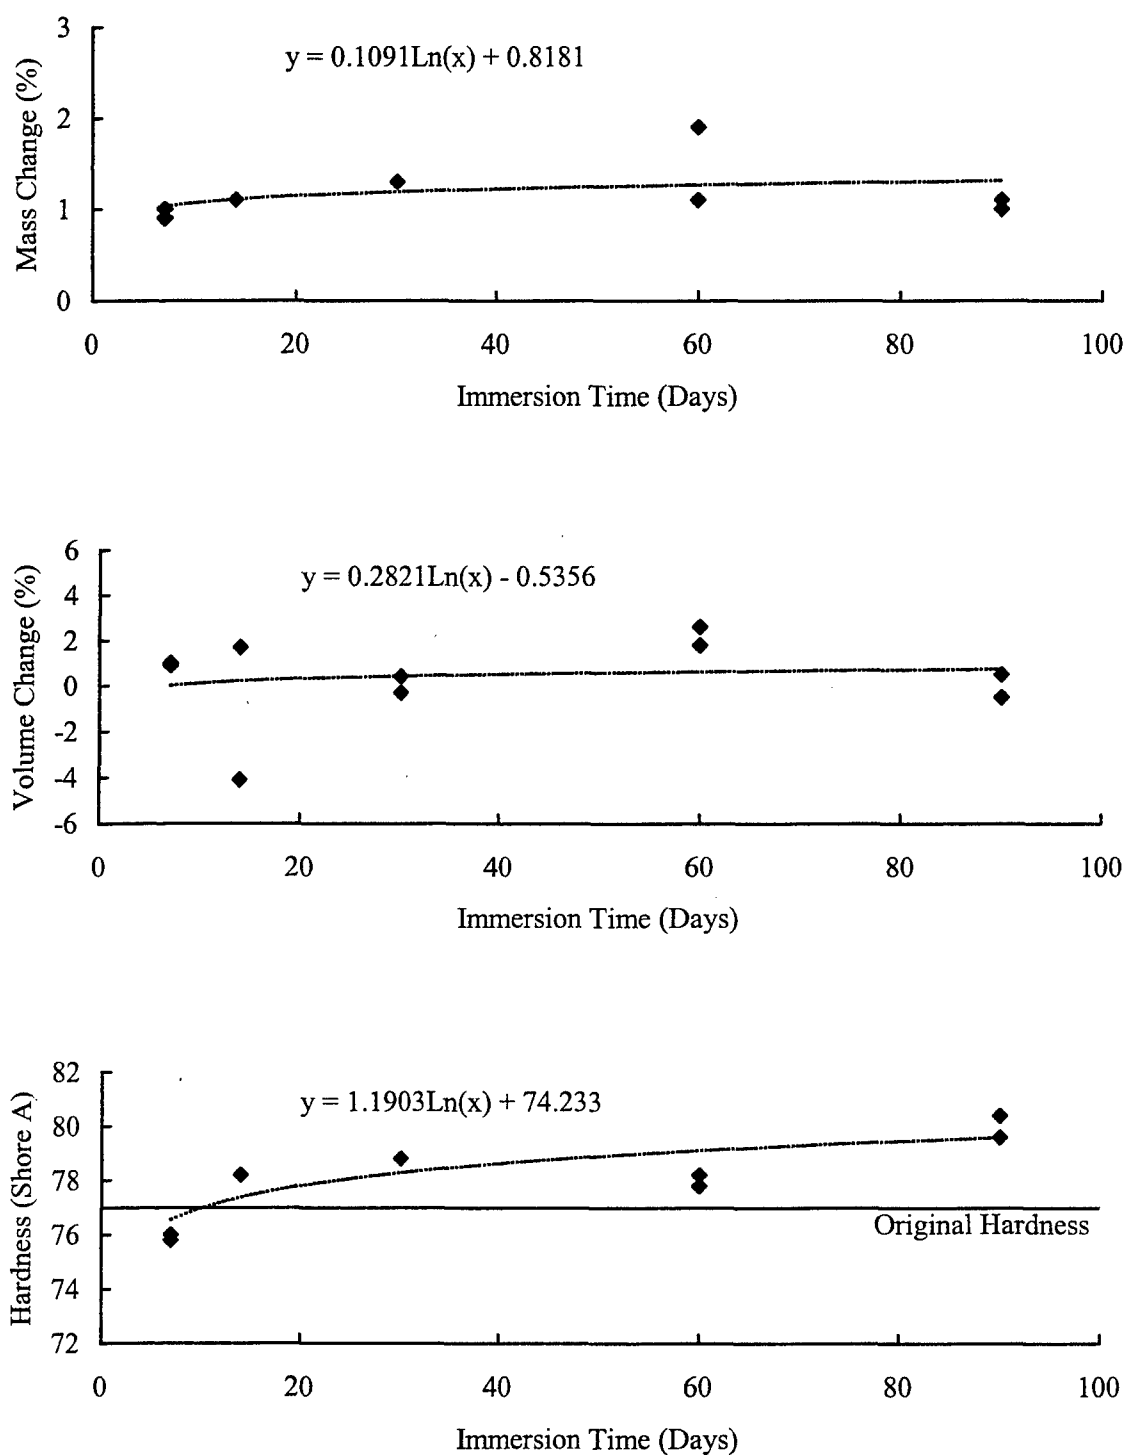 y = 0.1091Ln(x) + 0.8181
Mass Change (%)
3
2
1
0
0 20 40 60 80 100
Immersion Time (Days)
y = 0.2821Ln(x) - 0.5356
Volume Change (%)
6
4
2
0
-2
-4
-6
0 20 40 60 80 100
Immersion Time (Days)
y = 1.1903Ln(x) + 74.233
Hardness (Shore A)
82
80
78
76
74
72
Original Hardness
0 20 40 60 80 100
Immersion Time (Days)